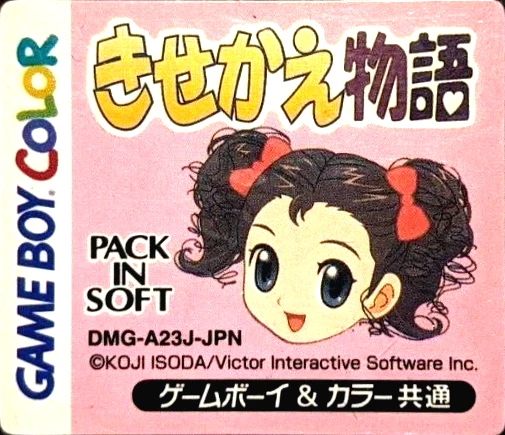 GAME BOY COLOR
きせかえ物語
PACK
IN
SOFT
DMG-A23J-JPN
©KOJI ISODA/Victor Interactive Software Inc.
ゲームボーイ & カラー 共通